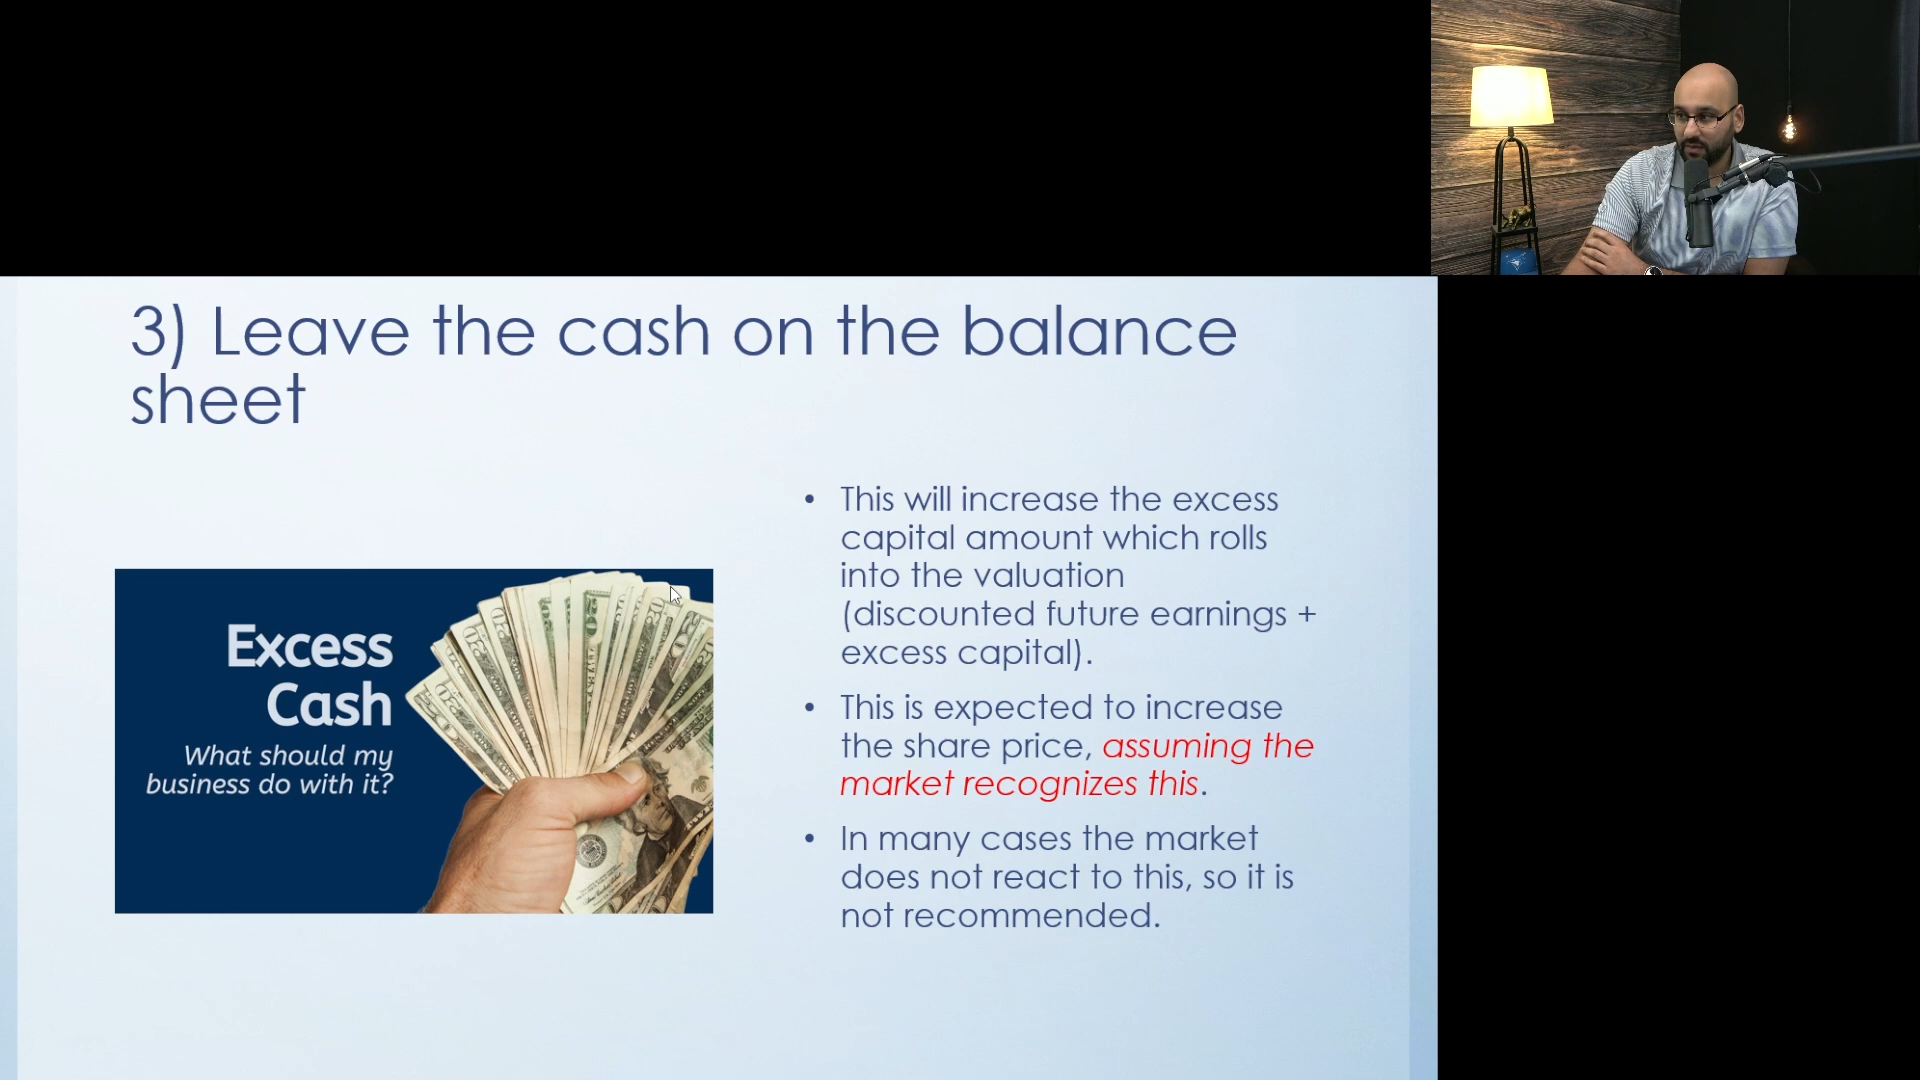 3) Leave the cash on the balance
sheet
Excess
Cash
What should my
business do with it?
• This will increase the excess
capital amount which rolls
into the valuation
(discounted future earnings +
excess capital).
• This is expected to increase
the share price, assuming the
market recognizes this.
• In many cases the market
does not react to this, so it is
not recommended.